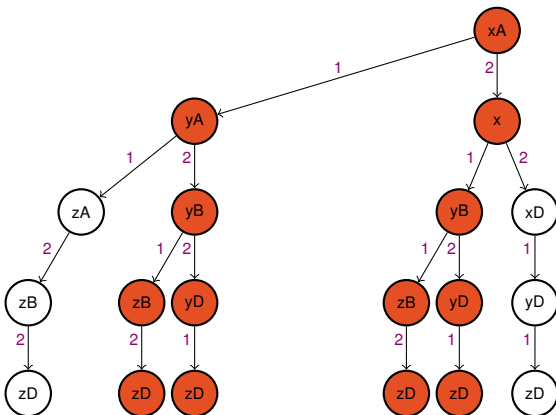 xA
1 2
yA x
1 2 1 2
zA yB yB xD
2 1 2 1 2 1
zB zB yD zB yD yD
2 2 1 2 1 1
zD zD zD zD zD zD